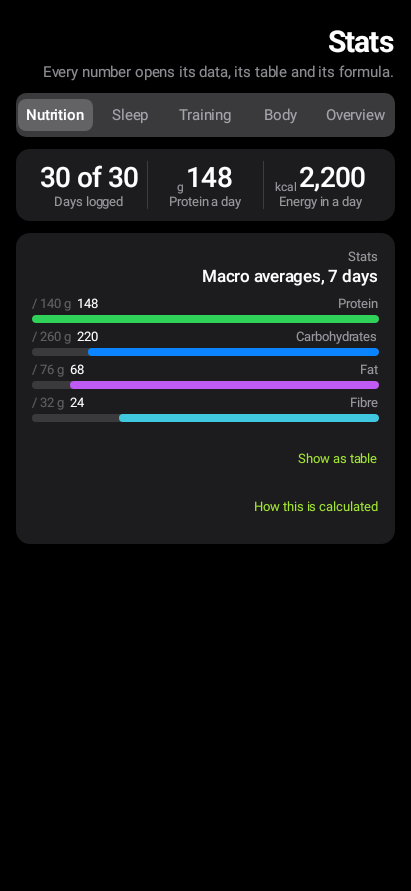 Stats
Every number opens its data, its table and its formula.
Nutrition Sleep Training Body Overview
30 of 30 g 148 kcal 2,200
Days logged Protein a day Energy in a day
Stats
Macro averages, 7 days
/ 140 g 148 Protein
/ 260 g 220 Carbohydrates
/ 76 g 68 Fat
/ 32 g 24 Fibre
Show as table
How this is calculated